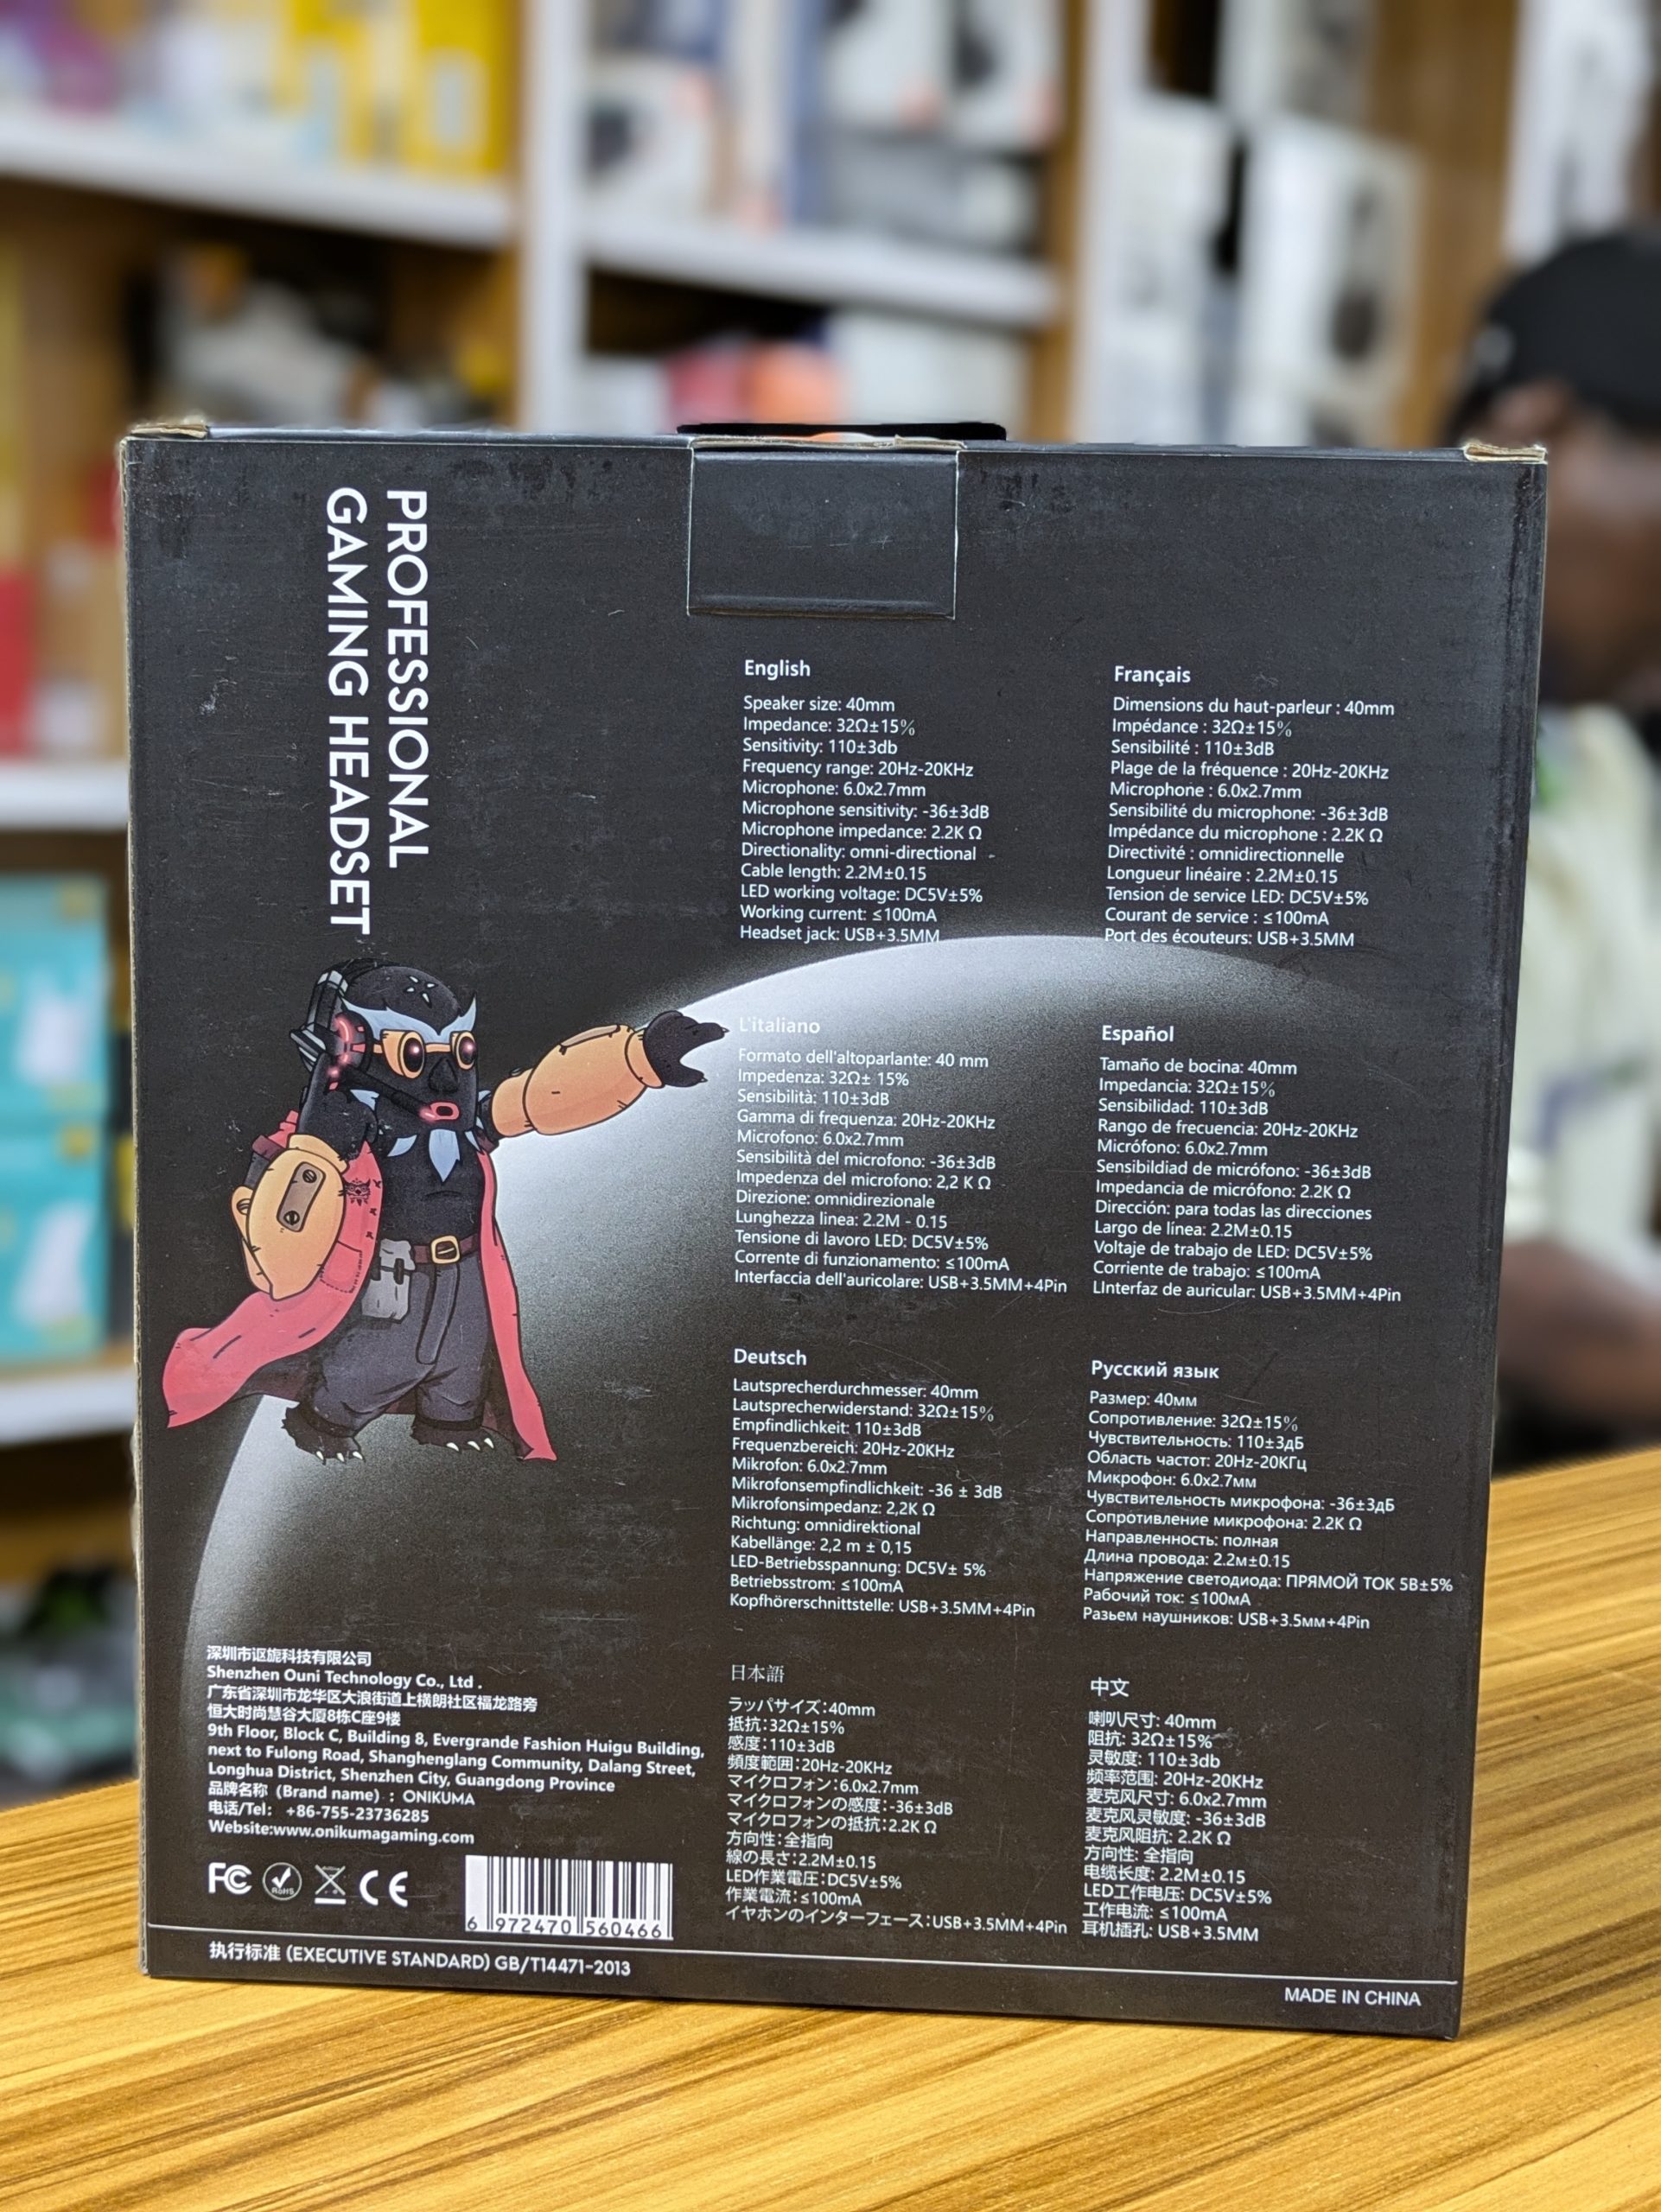 PROFESSIONAL
GAMING HEADSET
English
Speaker size: 40mm
Impedance: 32Ω±15%
Sensitivity: 110±3db
Frequency range: 20Hz-20KHz
Microphone: 6.0x2.7mm
Microphone sensitivity: -36±3dB
Microphone impedance: 2.2K Ω
Directionality: omni-directional
Cable length: 2.2M±0.15
LED working voltage: DC5V±5%
Working current: ≤100mA
Headset jack: USB+3.5MM
Français
Dimensions du haut-parleur : 40mm
Impédance : 32Ω±15%
Sensibilité : 110±3dB
Plage de la fréquence : 20Hz-20KHz
Microphone : 6.0x2.7mm
Sensibilité du microphone: -36±3dB
Impédance du microphone : 2.2K Ω
Directivité : omnidirectionnelle
Longueur linéaire : 2.2M±0.15
Tension de service LED: DC5V±5%
Courant de service : ≤100mA
Port des écouteurs: USB+3.5MM
L'italiano
Formato dell'altoparlante: 40 mm
Impedenza: 32Ω± 15%
Sensibilità: 110±3dB
Gamma di frequenza: 20Hz-20KHz
Microfono: 6.0x2.7mm
Sensibilità del microfono: -36±3dB
Impedenza del microfono: 2,2 K Ω
Direzione: omnidirezionale
Lunghezza linea: 2.2M - 0.15
Tensione di lavoro LED: DC5V±5%
Corrente di funzionamento: ≤100mA
Interfaccia dell'auricolare: USB+3.5MM+4Pin
Español
Tamaño de bocina: 40mm
Impedancia: 32Ω±15%
Sensibilidad: 110±3dB
Rango de frecuencia: 20Hz-20KHz
Micrófono: 6.0x2.7mm
Sensibildiad de micrófono: -36±3dB
Impedancia de micrófono: 2.2K Ω
Dirección: para todas las direcciones
Largo de línea: 2.2M±0.15
Voltaje de trabajo de LED: DC5V±5%
Corriente de trabajo: ≤100mA
LInterfaz de auricular: USB+3.5MM+4Pin
Deutsch
Lautsprecherdurchmesser: 40mm
Lautsprecherwiderstand: 32Ω±15%
Empfindlichkeit: 110±3dB
Frequenzbereich: 20Hz-20KHz
Mikrofon: 6.0x2.7mm
Mikrofonsempfindlichkeit: -36 ± 3dB
Mikrofonsimpedanz: 2,2K Ω
Richtung: omnidirektional
Kabellänge: 2,2 m ± 0,15
LED-Betriebsspannung: DC5V± 5%
Betriebsstrom: ≤100mA
Kopfhörerschnittstelle: USB+3.5MM+4Pin
Русский язык
Размер: 40мм
Сопротивление: 32Ω±15%
Чувствительность: 110±3дБ
Область частот: 20Hz-20КГц
Микрофон: 6.0x2.7мм
Чувствительность микрофона: -36±3дБ
Сопротивление микрофона: 2.2K Ω
Направленность: полная
Длина провода: 2.2м±0.15
Напряжение светодиода: ПРЯМОЙ ТОК 5В±5%
Рабочий ток: ≤100мА
Разьем наушников: USB+3.5мм+4Pin
深圳市讴旎科技有限公司
Shenzhen Ouni Technology Co., Ltd .
广东省深圳市龙华区大浪街道上横朗社区福龙路旁
恒大时尚慧谷大厦8栋C座9楼
9th Floor, Block C, Building 8, Evergrande Fashion Huigu Building,
next to Fulong Road, Shanghenglang Community, Dalang Street,
Longhua District, Shenzhen City, Guangdong Province
品牌名称（Brand name）: ONIKUMA
电话/Tel: +86-755-23736285
Website:www.onikumagaming.com
FC RoHS CE
6 972470 560466
日本語
ラッパサイズ:40mm
抵抗:32Ω±15%
感度:110±3dB
頻度範囲:20Hz-20KHz
マイクロフォン:6.0x2.7mm
マイクロフォンの感度:-36±3dB
マイクロフォンの抵抗:2.2K Ω
方向性:全指向
線の長さ:2.2M±0.15
LED作業電圧:DC5V±5%
作業電流:≤100mA
イヤホンのインターフェース:USB+3.5MM+4Pin
中文
喇叭尺寸: 40mm
阻抗: 32Ω±15%
灵敏度: 110±3db
频率范围: 20Hz-20KHz
麦克风尺寸: 6.0x2.7mm
麦克风灵敏度: -36±3dB
麦克风阻抗: 2.2K Ω
方向性: 全指向
电缆长度: 2.2M±0.15
LED工作电压: DC5V±5%
工作电流: ≤100mA
耳机插孔: USB+3.5MM
执行标准 (EXECUTIVE STANDARD) GB/T14471-2013
MADE IN CHINA